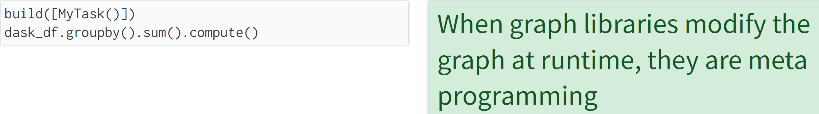 build([MyTask()])
dask_df.groupby().sum().compute()
When graph libraries modify the
graph at runtime, they are meta
programming